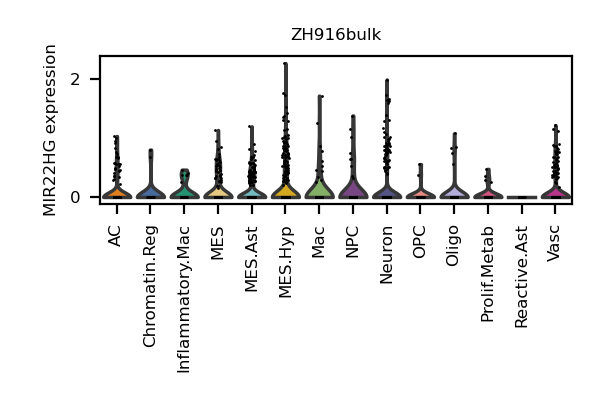 ZH916bulk
MIR22HG expression
2
0
AC
Chromatin.Reg
Inflammatory.Mac
MES
MES.Ast
MES.Hyp
Mac
NPC
Neuron
OPC
Oligo
Prolif.Metab
Reactive.Ast
Vasc